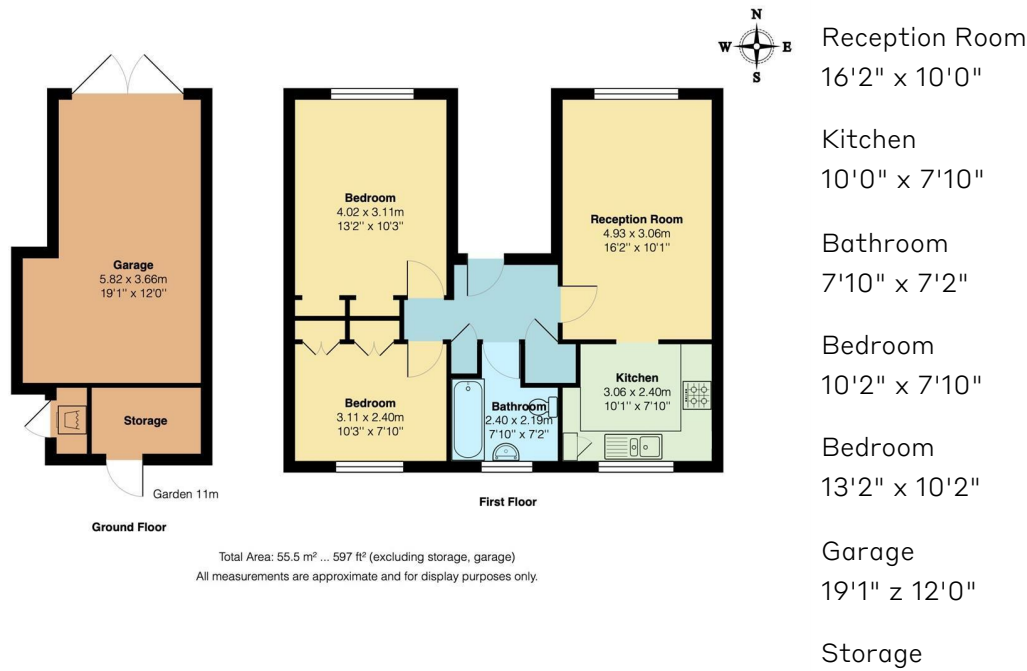 N
W E
S
Bedroom
4.02 x 3.11m
13'2'' x 10'3''
Reception Room
4.93 x 3.06m
16'2'' x 10'1''
Garage
5.82 x 3.66m
19'1'' x 12'0''
Storage
Garden 11m
Ground Floor
Bedroom
3.11 x 2.40m
10'3'' x 7'10''
Bathroom
2.40 x 2.19m
7'10'' x 7'2''
Kitchen
3.06 x 2.40m
10'1'' x 7'10''
First Floor
Total Area: 55.5 m² ... 597 ft² (excluding storage, garage)
All measurements are approximate and for display purposes only.
Reception Room
16'2" x 10'0"
Kitchen
10'0" x 7'10"
Bathroom
7'10" x 7'2"
Bedroom
10'2" x 7'10"
Bedroom
13'2" x 10'2"
Garage
19'1" z 12'0"
Storage